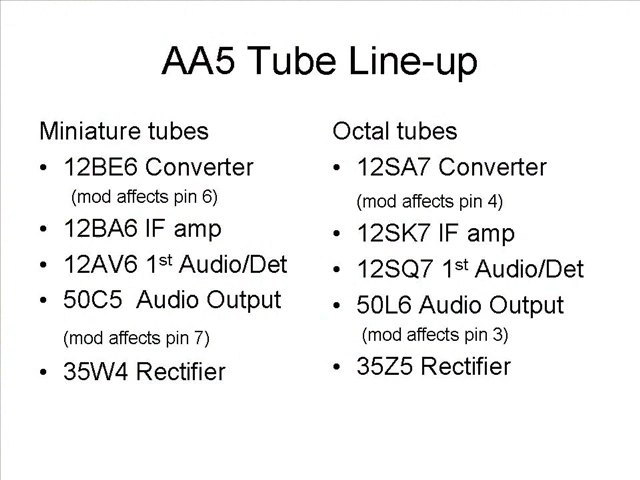 AA5 Tube Line-up
Miniature tubes
• 12BE6 Converter
(mod affects pin 6)
• 12BA6 IF amp
• 12AV6 1st Audio/Det
• 50C5 Audio Output
(mod affects pin 7)
• 35W4 Rectifier
Octal tubes
• 12SA7 Converter
(mod affects pin 4)
• 12SK7 IF amp
• 12SQ7 1st Audio/Det
• 50L6 Audio Output
(mod affects pin 3)
• 35Z5 Rectifier